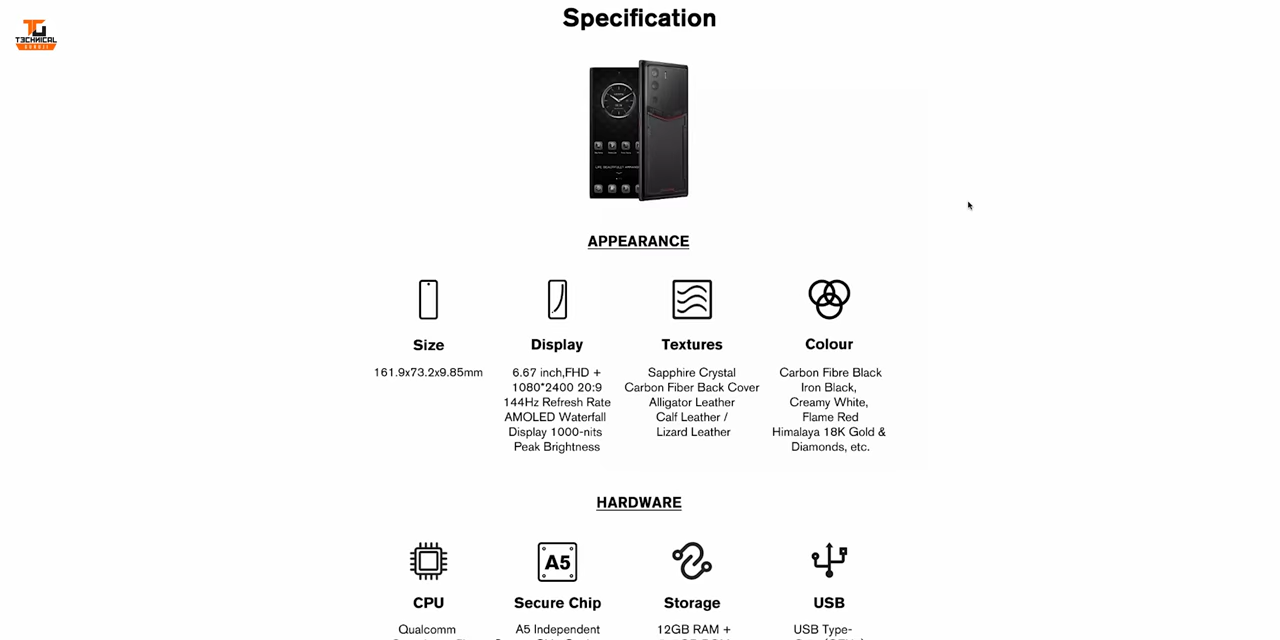 TECHNICAL
GURUJI
Specification
APPEARANCE
Size
161.9x73.2x9.85mm
Display
6.67 inch,FHD +
1080*2400 20:9
144Hz Refresh Rate
AMOLED Waterfall
Display 1000-nits
Peak Brightness
Textures
Sapphire Crystal
Carbon Fiber Back Cover
Alligator Leather
Calf Leather /
Lizard Leather
Colour
Carbon Fibre Black
Iron Black,
Creamy White,
Flame Red
Himalaya 18K Gold &
Diamonds, etc.
HARDWARE
CPU
Qualcomm
A5
Secure Chip
A5 Independent
Storage
12GB RAM +
USB
USB Type-